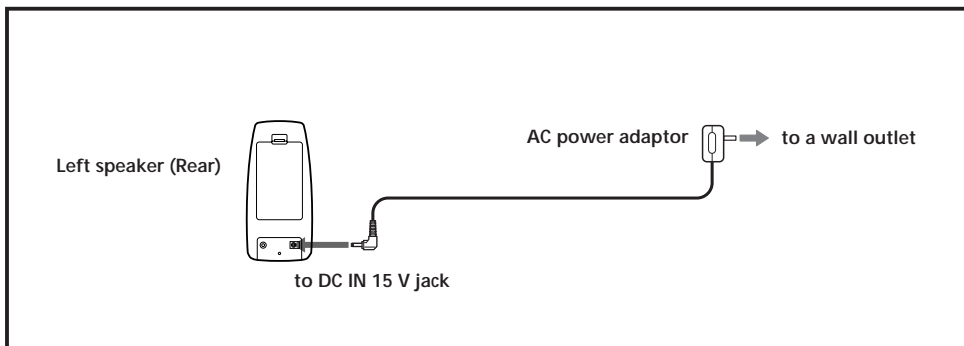 AC power adaptor
to a wall outlet
Left speaker (Rear)
to DC IN 15 V jack